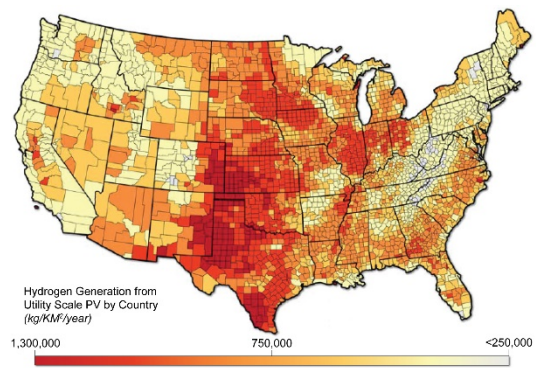 Hydrogen Generation from
Utility Scale PV by Country
(kg/KM²/year)
1,300,000 750,000 <250,000